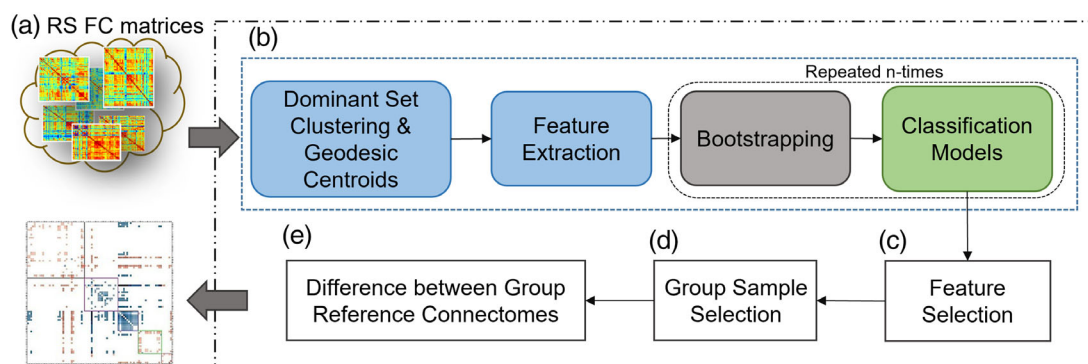 (a) RS FC matrices
(b)
Repeated n-times
Dominant Set
Clustering &
Geodesic
Centroids
Feature
Extraction
Bootstrapping
Classification
Models
(c)
Feature
Selection
(d)
Group Sample
Selection
(e)
Difference between Group
Reference Connectomes